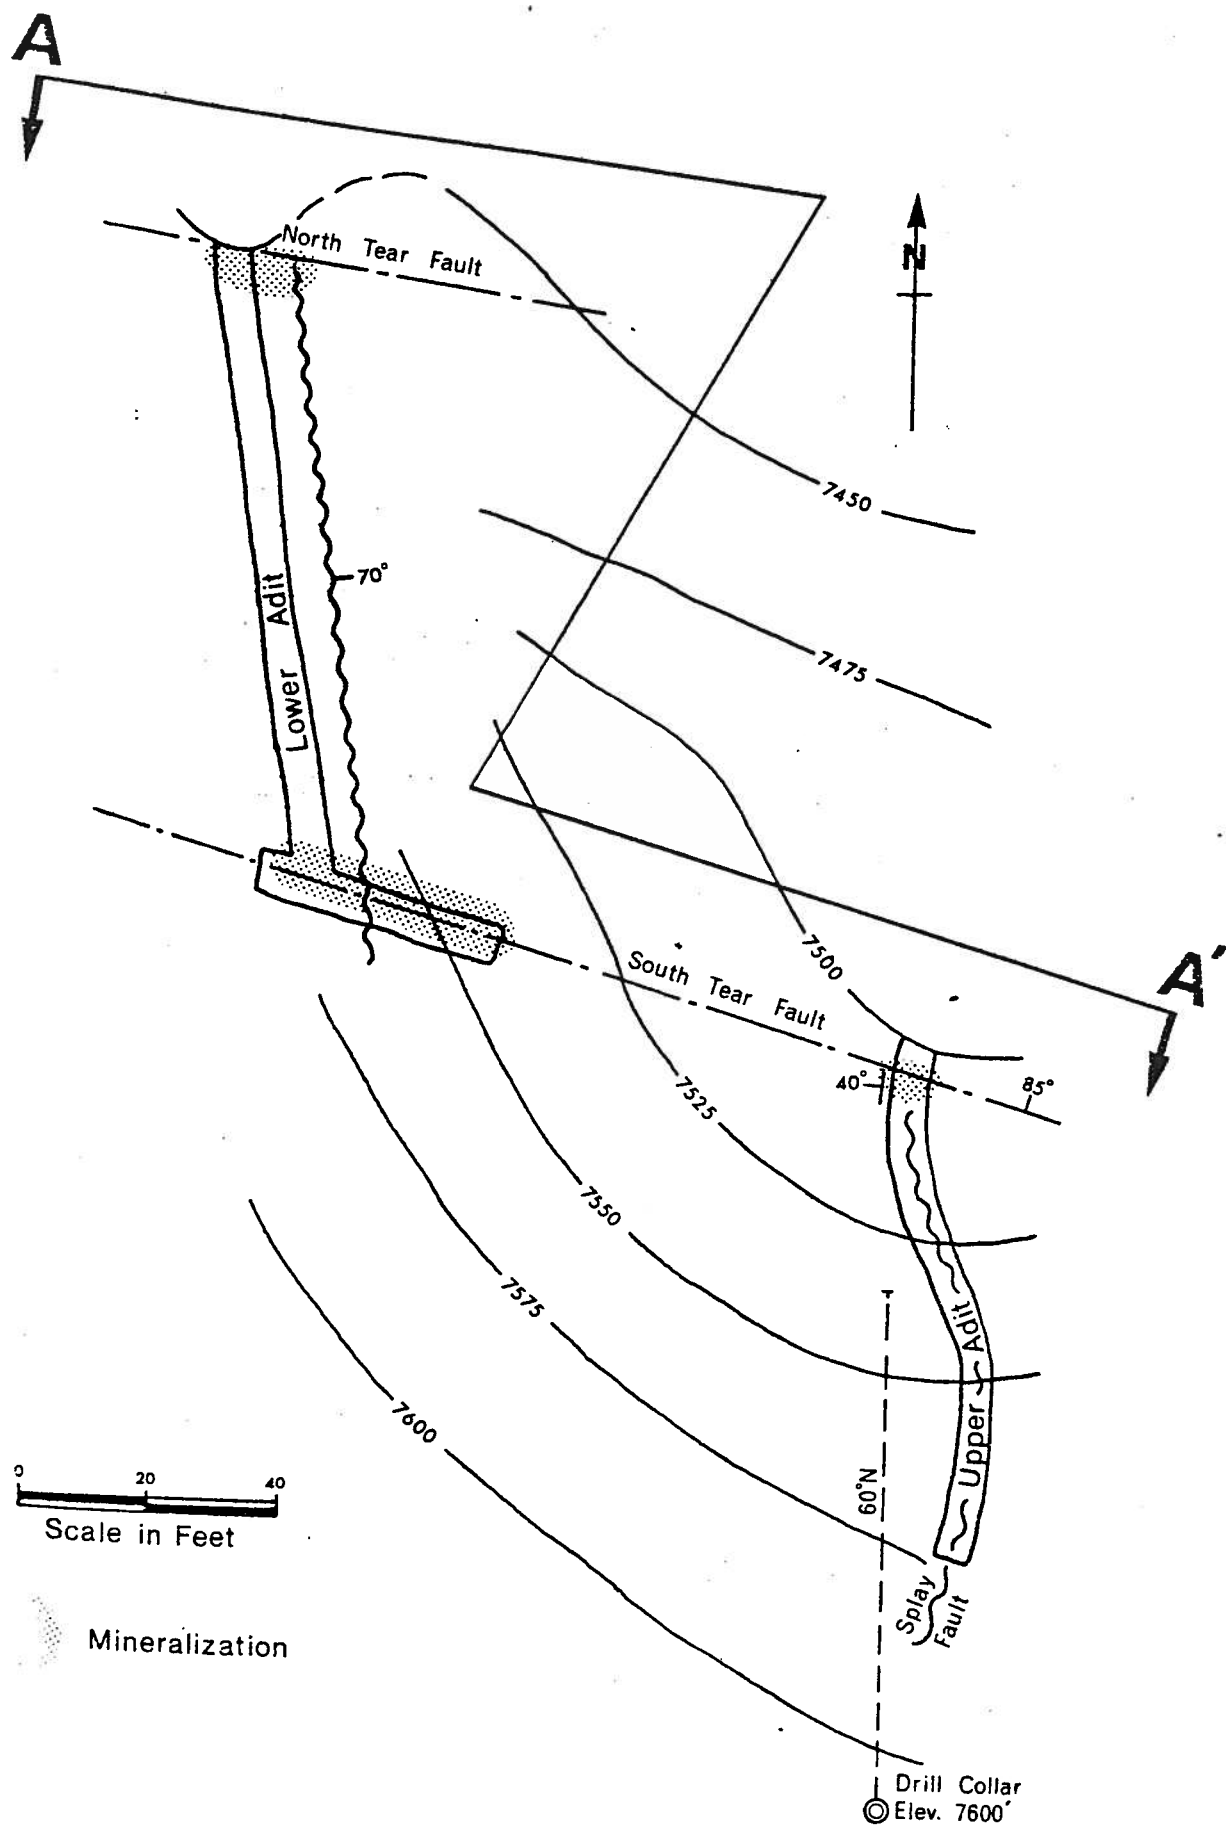 A
North Tear Fault
N
7450
70°
Lower Adit
7475
7500
A'
South Tear Fault
40°
85°
7525
7550
7575
Upper Adit
7600
60°N
0 20 40
Scale in Feet
Splay
Fault
Mineralization
Drill Collar
Elev. 7600'